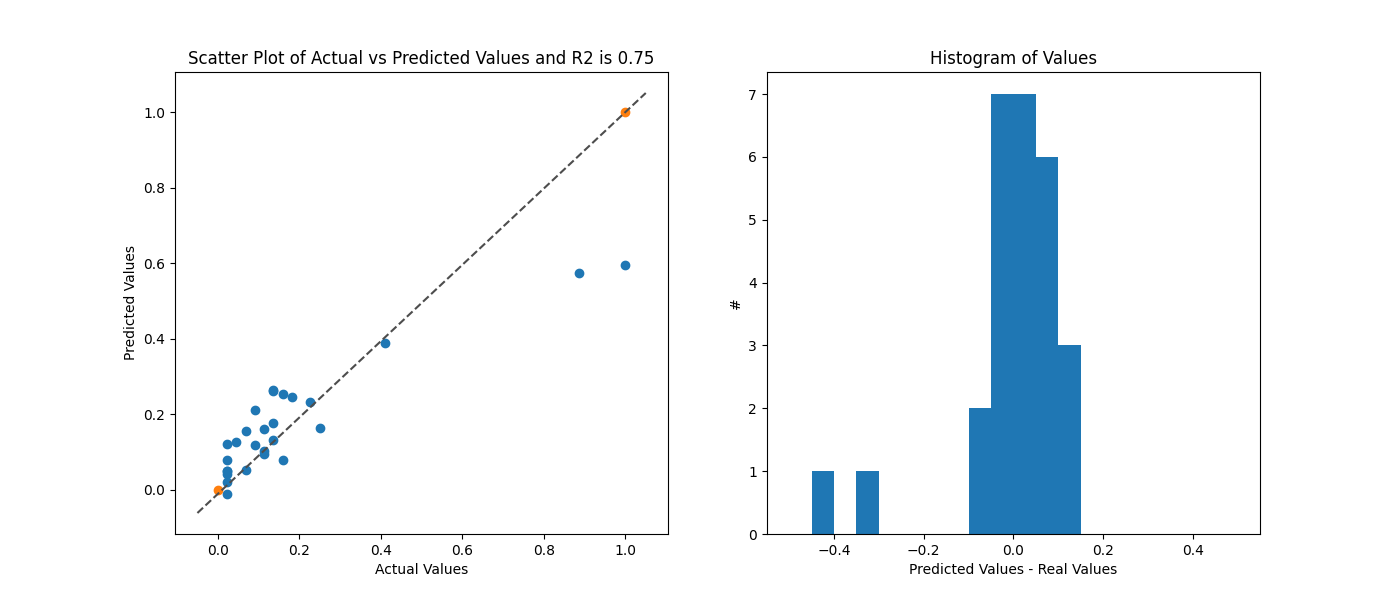 Scatter Plot of Actual vs Predicted Values and R2 is 0.75
1.0
0.8
0.6
0.4
0.2
0.0
Predicted Values
0.0 0.2 0.4 0.6 0.8 1.0
Actual Values
Histogram of Values
7
6
5
4
3
2
1
0
#
−0.4 −0.2 0.0 0.2 0.4
Predicted Values - Real Values